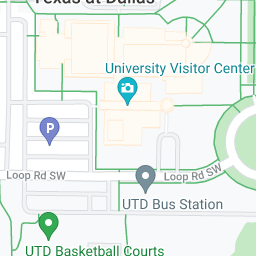 Texas at Dallas
University Visitor Center
P
Loop Rd SW
Loop Rd SW
UTD Bus Station
UTD Basketball Courts